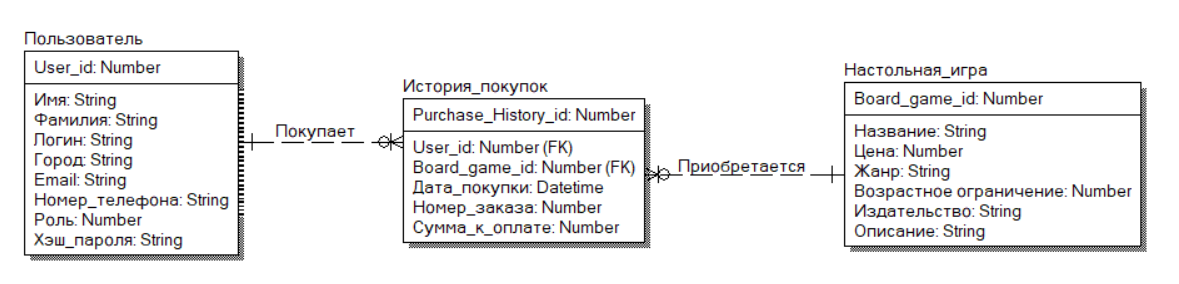 Пользователь
User_id: Number
Имя: String
Фамилия: String
Логин: String
Город: String
Email: String
Номер_телефона: String
Роль: Number
Хэш_пароля: String
Покупает
История_покупок
Purchase_History_id: Number
User_id: Number (FK)
Board_game_id: Number (FK)
Дата_покупки: Datetime
Номер_заказа: Number
Сумма_к_оплате: Number
Приобретается
Настольная_игра
Board_game_id: Number
Название: String
Цена: Number
Жанр: String
Возрастное ограничение: Number
Издательство: String
Описание: String